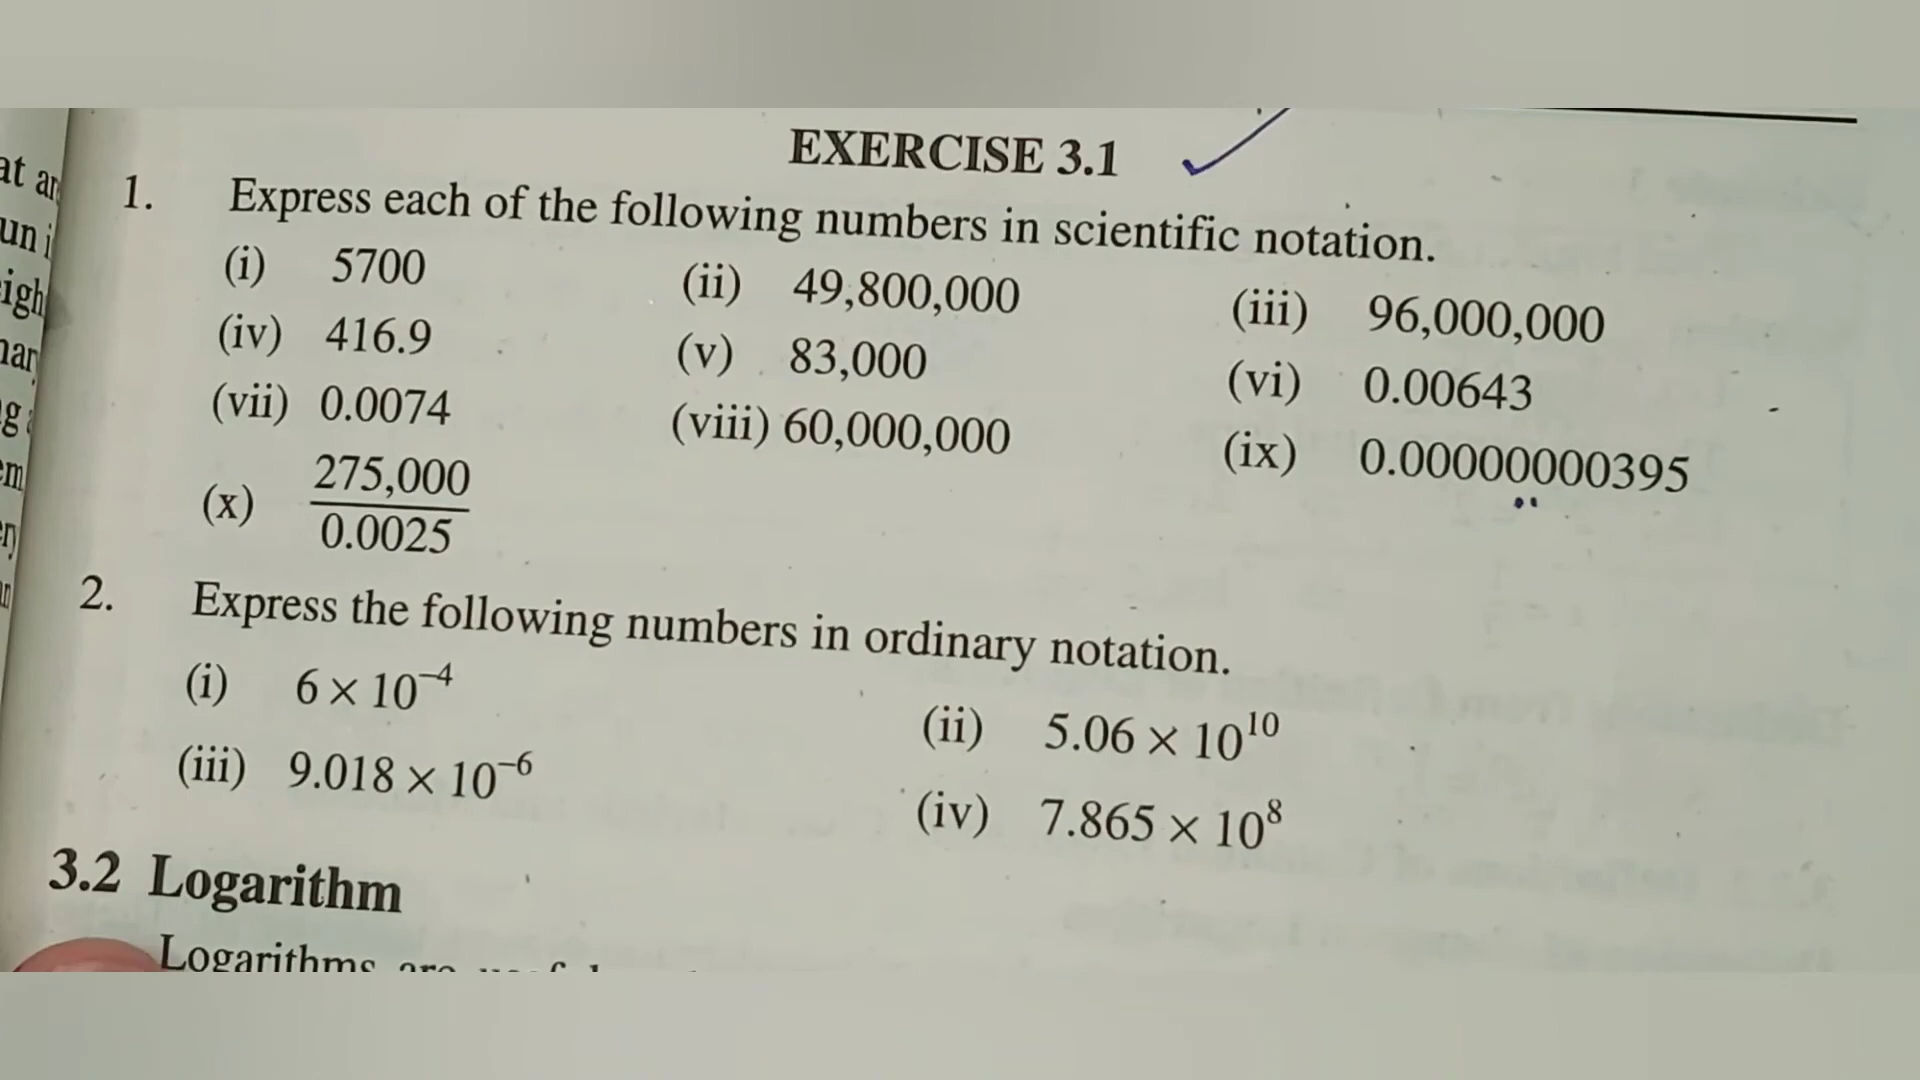 EXERCISE 3.1
1. Express each of the following numbers in scientific notation.
(i) 5700 (ii) 49,800,000 (iii) 96,000,000
(iv) 416.9 (v) 83,000 (vi) 0.00643
(vii) 0.0074 (viii) 60,000,000 (ix) 0.00000000395
(x) 275,000
0.0025
2. Express the following numbers in ordinary notation.
(i) 6 × 10⁻⁴ (ii) 5.06 × 10¹⁰
(iii) 9.018 × 10⁻⁶ (iv) 7.865 × 10⁸
3.2 Logarithm
Logarithms are